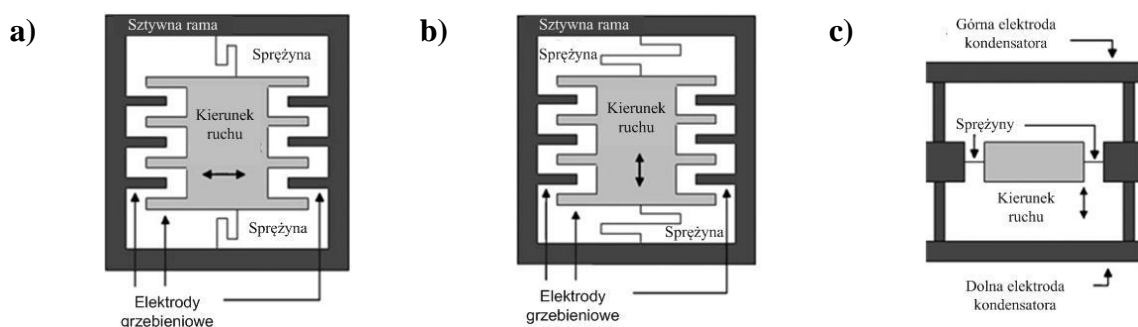 a)
Sztywna rama
Sprężyna
Kierunek
ruchu
Sprężyna
Elektrody
grzebieniowe
b)
Sztywna rama
Sprężyna
Kierunek
ruchu
Sprężyna
Elektrody
grzebieniowe
c)
Górna elektroda
kondensatora
Sprężyny
Kierunek
ruchu
Dolna elektroda
kondensatora